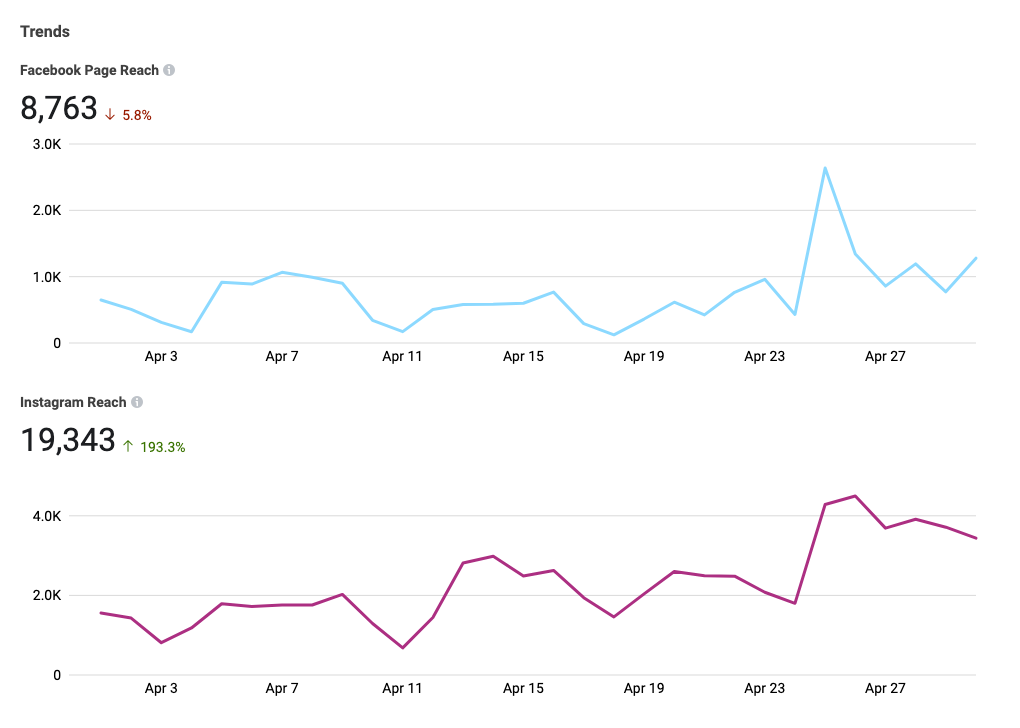 Trends
Facebook Page Reach
8,763 ↓ 5.8%
3.0K
2.0K
1.0K
0
Apr 3 Apr 7 Apr 11 Apr 15 Apr 19 Apr 23 Apr 27
Instagram Reach
19,343 ↑ 193.3%
4.0K
2.0K
0
Apr 3 Apr 7 Apr 11 Apr 15 Apr 19 Apr 23 Apr 27